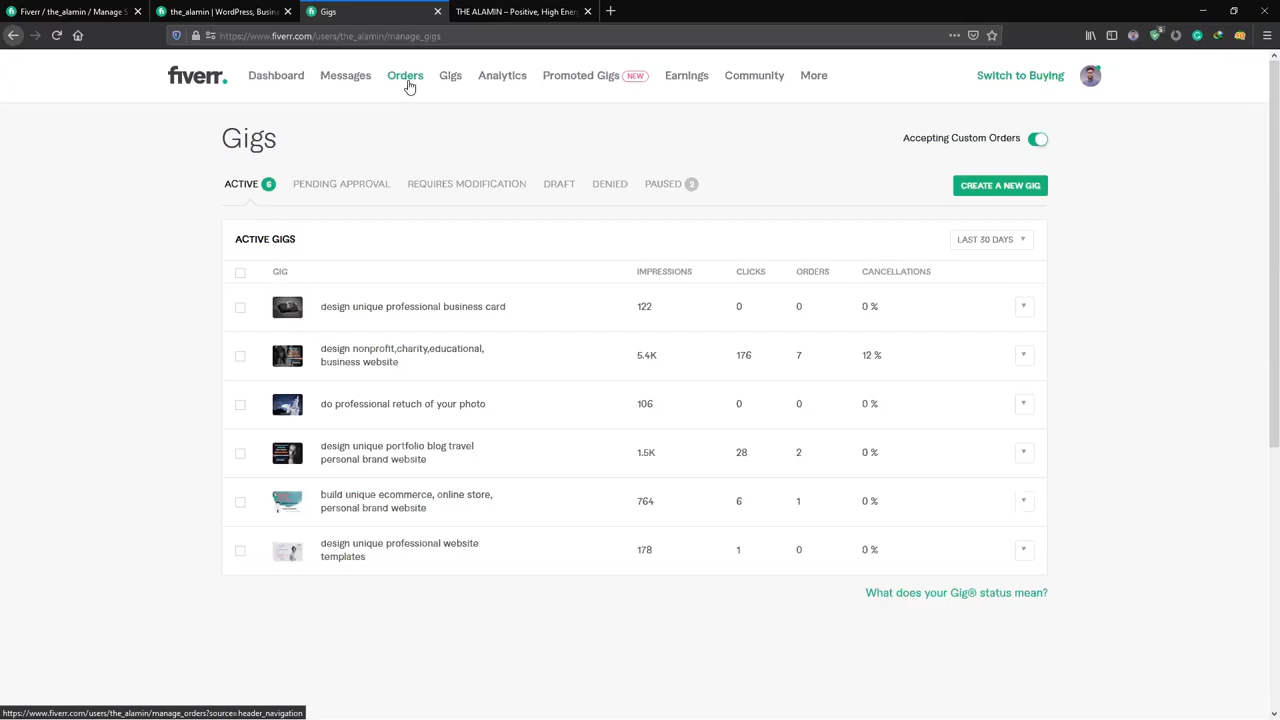 Fiverr / the_alamin / Manage S
the_alamin | WordPress, Busine
Gigs
THE ALAMIN – Positive, High Ener
https://www.fiverr.com/users/the_alamin/manage_gigs
fiverr.
Dashboard
Messages
Orders
Gigs
Analytics
Promoted Gigs NEW
Earnings
Community
More
Switch to Buying
Gigs
Accepting Custom Orders
ACTIVE 6
PENDING APPROVAL
REQUIRES MODIFICATION
DRAFT
DENIED
PAUSED 2
CREATE A NEW GIG
ACTIVE GIGS
LAST 30 DAYS
GIG IMPRESSIONS CLICKS ORDERS CANCELLATIONS
design unique professional business card 122 0 0 0 %
design nonprofit,charity,educational,
business website 5.4K 176 7 12 %
do professional retuch of your photo 106 0 0 0 %
design unique portfolio blog travel
personal brand website 1.5K 28 2 0 %
build unique ecommerce, online store,
personal brand website 764 6 1 0 %
design unique professional website
templates 178 1 0 0 %
What does your Gig® status mean?
https://www.fiverr.com/users/the_alamin/manage_orders?source=header_navigation